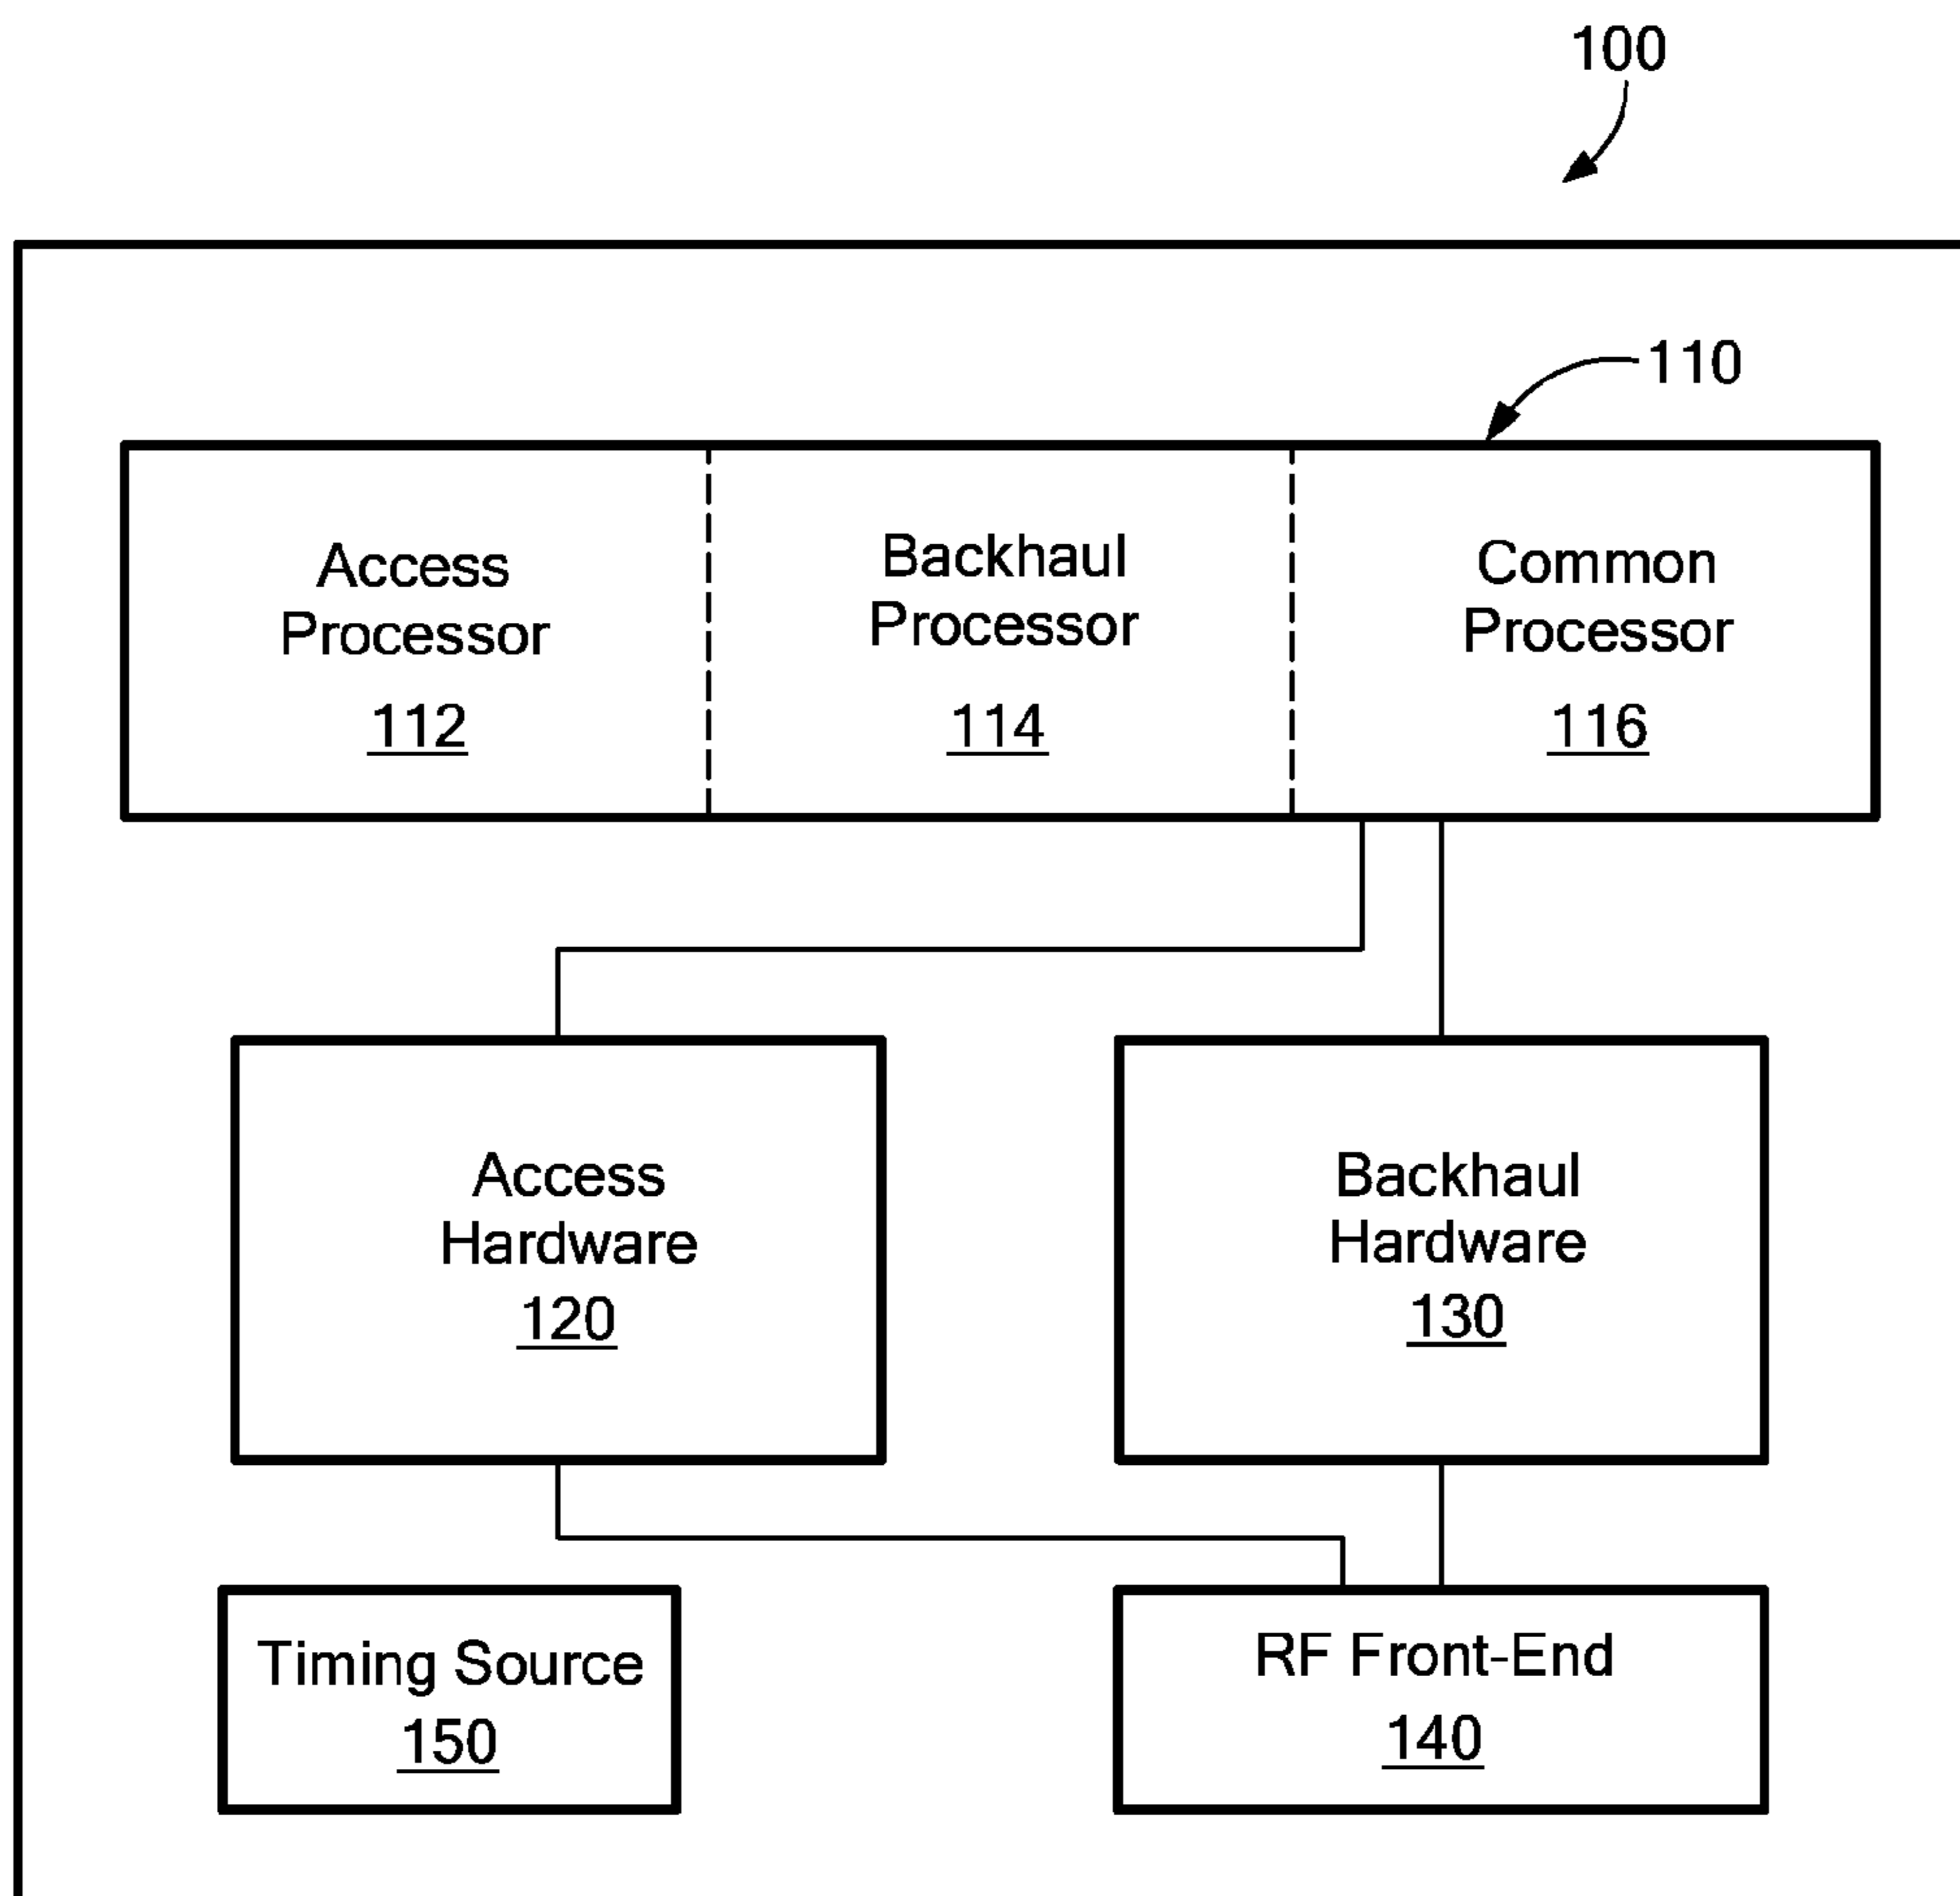 100
110
Access
Processor
112
Backhaul
Processor
114
Common
Processor
116
Access
Hardware
120
Backhaul
Hardware
130
Timing Source
150
RF Front-End
140